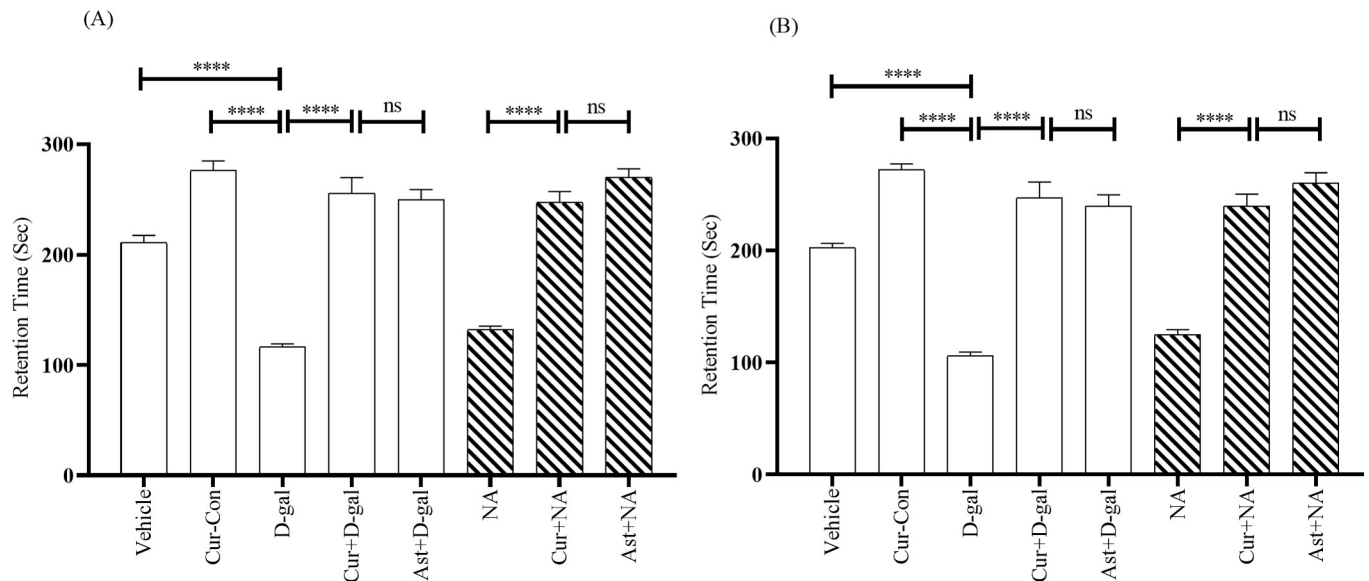 (A)
****
**** **** ns **** ns
300
200
100
0
Retention Time (Sec)
Vehicle
Cur-Con
D-gal
Cur+D-gal
Ast+D-gal
NA
Cur+NA
Ast+NA
(B)
****
**** **** ns **** ns
300
200
100
0
Retention Time (Sec)
Vehicle
Cur-Con
D-gal
Cur+D-gal
Ast+D-gal
NA
Cur+NA
Ast+NA